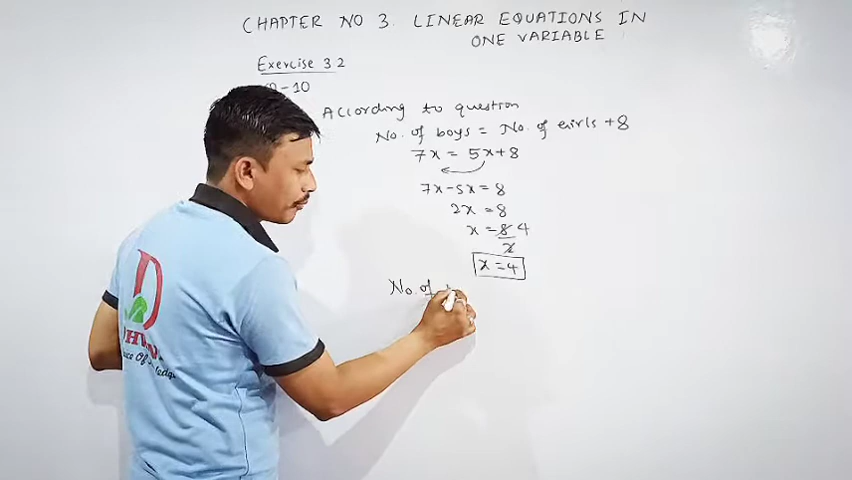 CHAPTER NO 3. LINEAR EQUATIONS IN
ONE VARIABLE
Exercise 3.2
-10
According to question
No. of boys = No. of girls +8
7x = 5x+8
7x-5x = 8
2x = 8
x = 8 4
2
x = 4
No. of